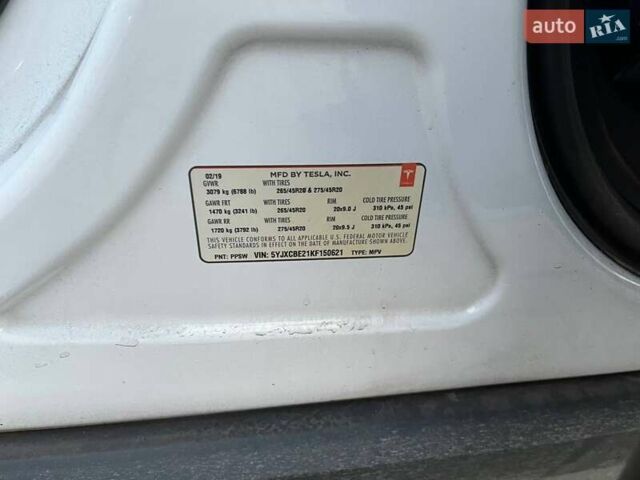 auto RIA
.com
02/19 MFD BY TESLA, INC.
GVWR WITH TIRES
3079 kg (6788 lb) 265/45R20 & 275/45R20
GAWR FRT WITH TIRES RIM COLD TIRE PRESSURE
1470 kg (3241 lb) 265/45R20 20x9.0 J 310 kPa, 45 psi
GAWR RR WITH TIRES RIM COLD TIRE PRESSURE
1720 kg (3792 lb) 275/45R20 20x9.5 J 310 kPa, 45 psi
THIS VEHICLE CONFORMS TO ALL APPLICABLE U.S. FEDERAL MOTOR VEHICLE
SAFETY STANDARDS IN EFFECT ON THE DATE OF MANUFACTURE SHOWN ABOVE.
PNT: PPSW VIN: 5YJXCBE21KF150621 TYPE: MPV